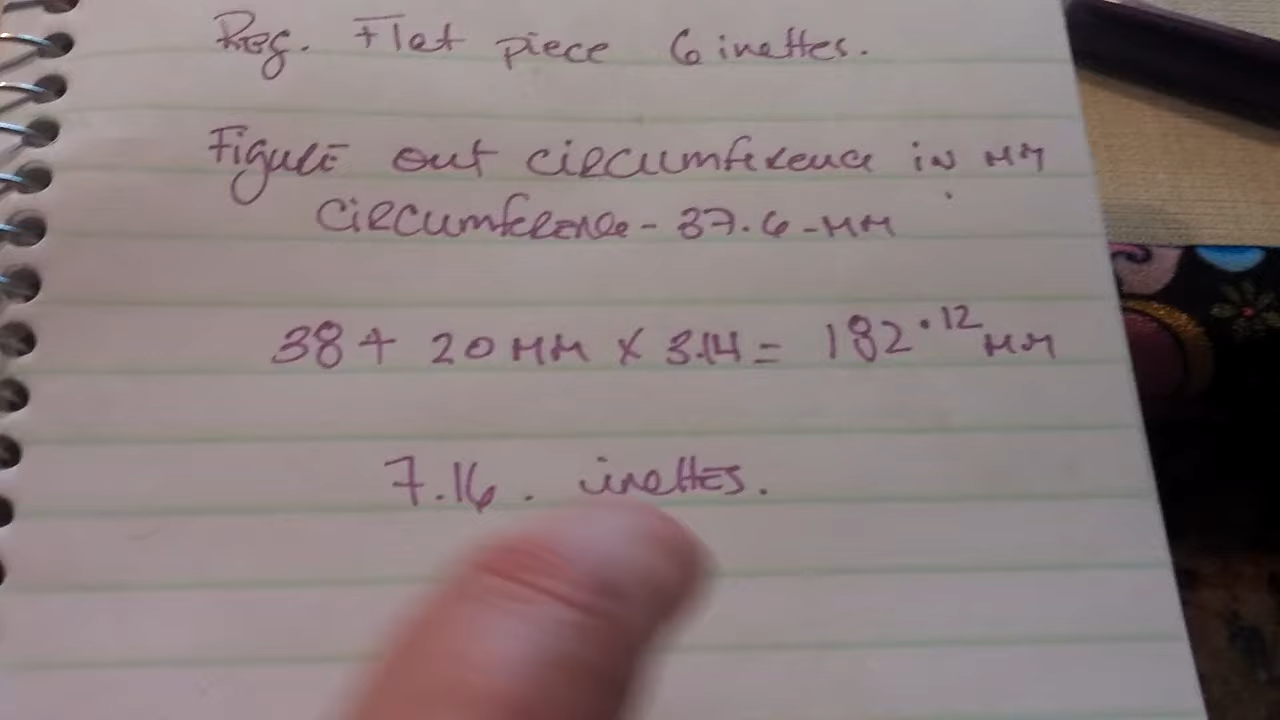 Reg. Flat piece 6 inches.
Figure out circumference in MM
Circumference - 37.6 - MM
38 + 20 MM x 3.14 = 182.12 MM
7.16. inches.